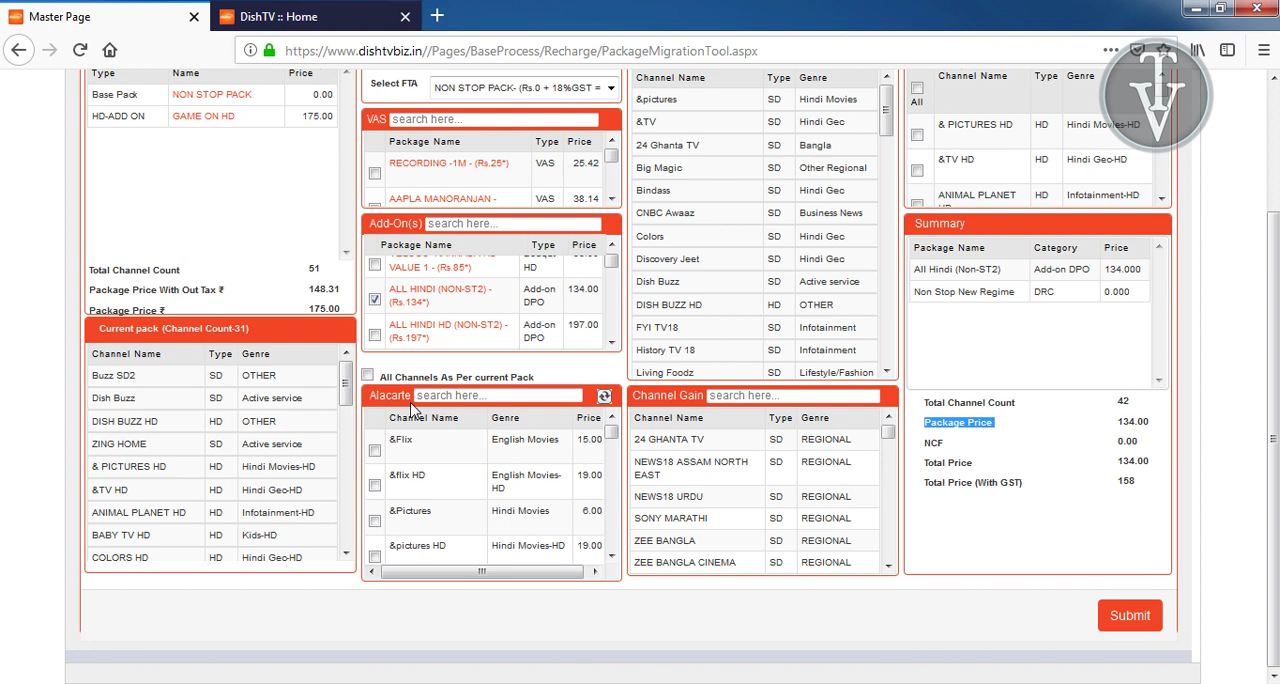 Master Page
DishTV :: Home
https://www.dishtvbiz.in//Pages/BaseProcess/Recharge/PackageMigrationTool.aspx
TV
Type Name Price
Base Pack NON STOP PACK 0.00
HD-ADD ON GAME ON HD 175.00
Total Channel Count 51
Package Price With Out Tax ₹ 148.31
Package Price ₹ 175.00
Current pack (Channel Count-31)
Channel Name Type Genre
Buzz SD2 SD OTHER
Dish Buzz SD Active service
DISH BUZZ HD HD OTHER
ZING HOME SD Active service
& PICTURES HD HD Hindi Movies-HD
&TV HD HD Hindi Gec-HD
ANIMAL PLANET HD HD Infotainment-HD
BABY TV HD HD Kids-HD
COLORS HD HD Hindi Gec-HD
Select FTA NON STOP PACK- (Rs.0 + 18%GST =
VAS search here...
Package Name Type Price
RECORDING -1M - (Rs.25*) VAS 25.42
AAPLA MANORANJAN - VAS 38.14
Add-On(s) search here...
Package Name Type Price
VALUE 1 - (Rs.85*) HD
ALL HINDI (NON-ST2) - (Rs.134*) Add-on DPO 134.00
ALL HINDI HD (NON-ST2) - (Rs.197*) Add-on DPO 197.00
All Channels As Per current Pack
Alacarte search here...
Channel Name Genre Price
&Flix English Movies 15.00
&flix HD English Movies-HD 19.00
&Pictures Hindi Movies 6.00
&pictures HD Hindi Movies-HD 19.00
Channel Name Type Genre
&pictures SD Hindi Movies
&TV SD Hindi Gec
24 Ghanta TV SD Bangla
Big Magic SD Other Regional
Bindass SD Hindi Gec
CNBC Awaaz SD Business News
Colors SD Hindi Gec
Discovery Jeet SD Hindi Gec
Dish Buzz SD Active service
DISH BUZZ HD HD OTHER
FYI TV18 SD Infotainment
History TV 18 SD Infotainment
Living Foodz SD Lifestyle/Fashion
Channel Gain search here...
Channel Name Type Genre
24 GHANTA TV SD REGIONAL
NEWS18 ASSAM NORTH EAST SD REGIONAL
NEWS18 URDU SD REGIONAL
SONY MARATHI SD REGIONAL
ZEE BANGLA SD REGIONAL
ZEE BANGLA CINEMA SD REGIONAL
All Channel Name Type Genre
& PICTURES HD HD Hindi Movies-HD
&TV HD HD Hindi Gec-HD
ANIMAL PLANET HD Infotainment-HD
Summary
Package Name Category Price
All Hindi (Non-ST2) Add-on DPO 134.000
Non Stop New Regime DRC 0.000
Total Channel Count 42
Package Price 134.00
NCF 0.00
Total Price 134.00
Total Price (With GST) 158
Submit